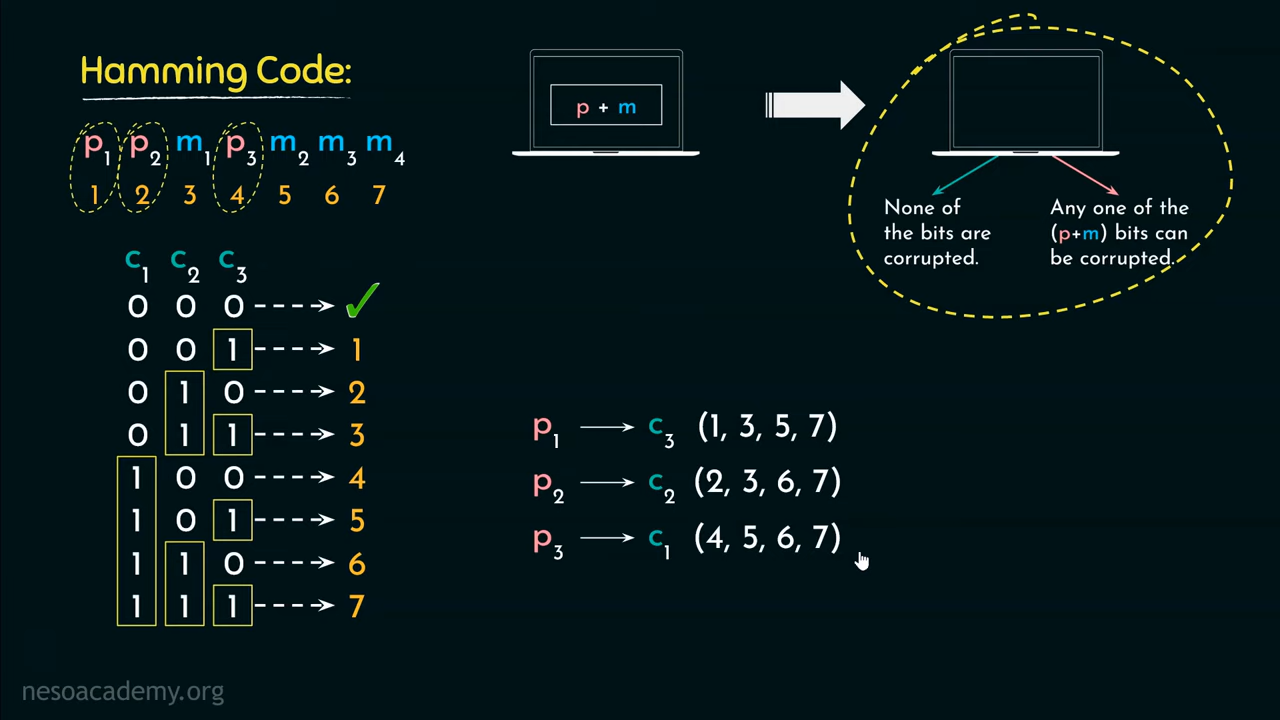 Hamming Code:
p1 p2 m1 p3 m2 m3 m4
1 2 3 4 5 6 7
p + m
None of
the bits are
corrupted.
Any one of the
(p+m) bits can
be corrupted.
c1 c2 c3
0 0 0
0 0 1 1
0 1 0 2
0 1 1 3
1 0 0 4
1 0 1 5
1 1 0 6
1 1 1 7
p1 → c3 (1, 3, 5, 7)
p2 → c2 (2, 3, 6, 7)
p3 → c1 (4, 5, 6, 7)
nesoacademy.org